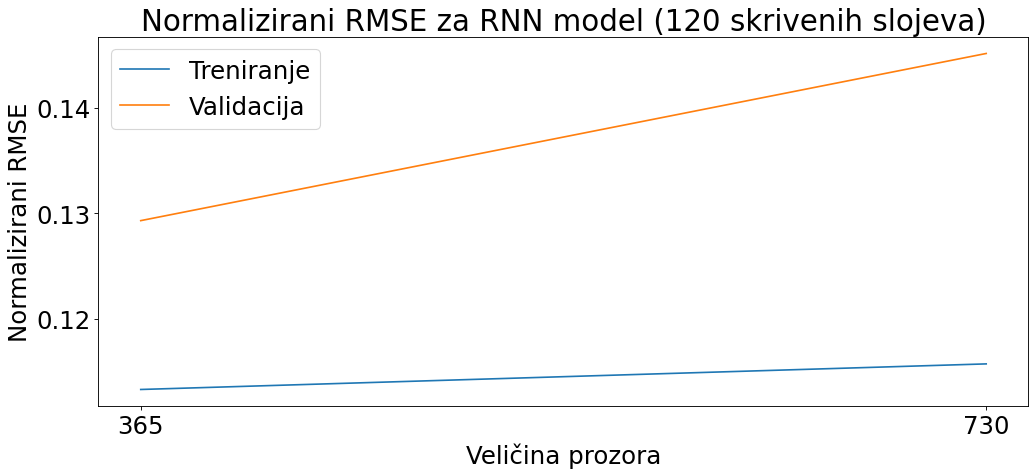 Normalizirani RMSE za RNN model (120 skrivenih slojeva)
Treniranje
Validacija
Normalizirani RMSE
0.14
0.13
0.12
365
730
Veličina prozora